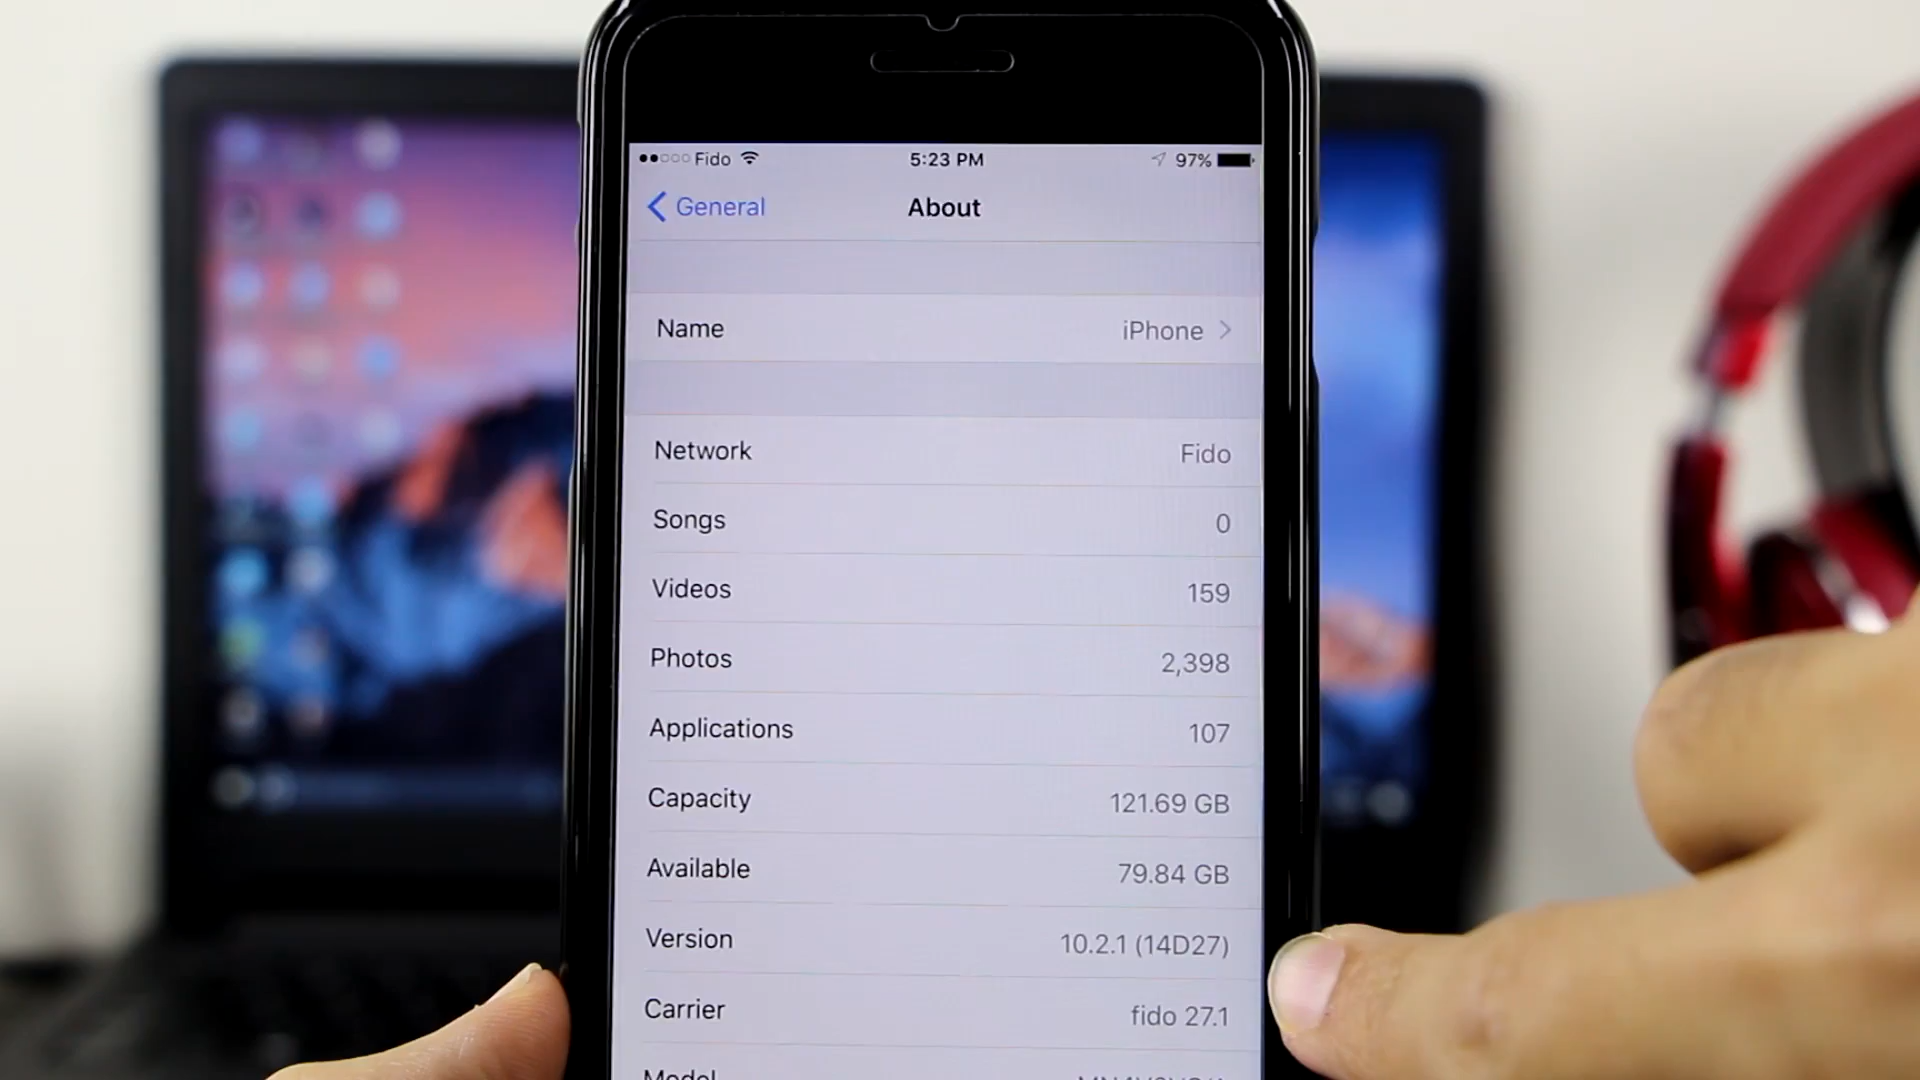 Fido 5:23 PM 97%
General About
Name iPhone
Network Fido
Songs 0
Videos 159
Photos 2,398
Applications 107
Capacity 121.69 GB
Available 79.84 GB
Version 10.2.1 (14D27)
Carrier fido 27.1
Model